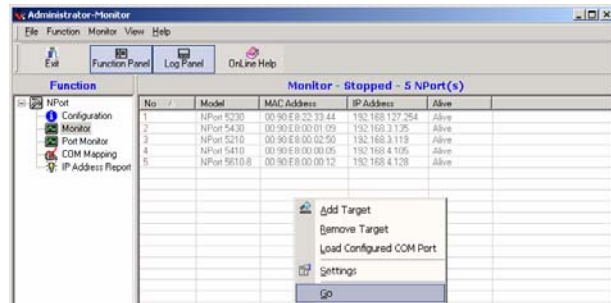 Administrator-Monitor
File Function Monitor View Help
Exit Function Panel Log Panel OnLine Help
Function
Monitor - Stopped - 5 NPort(s)
NPort
Configuration
Monitor
Port Monitor
COM Mapping
IP Address Report
No / Model MAC Address IP Address Alive
1 NPort 5230 00:90:E8:22:33:44 192.168.127.254 Alive
2 NPort 5430 00:90:E8:00:01:09 192.168.3.135 Alive
3 NPort 5210 00:90:E8:00:02:50 192.168.3.119 Alive
4 NPort 5410 00:90:E8:00:00:05 192.168.4.105 Alive
5 NPort 5610-8 00:90:E8:00:00:12 192.168.4.128 Alive
Add Target
Remove Target
Load Configured COM Port
Settings
Go